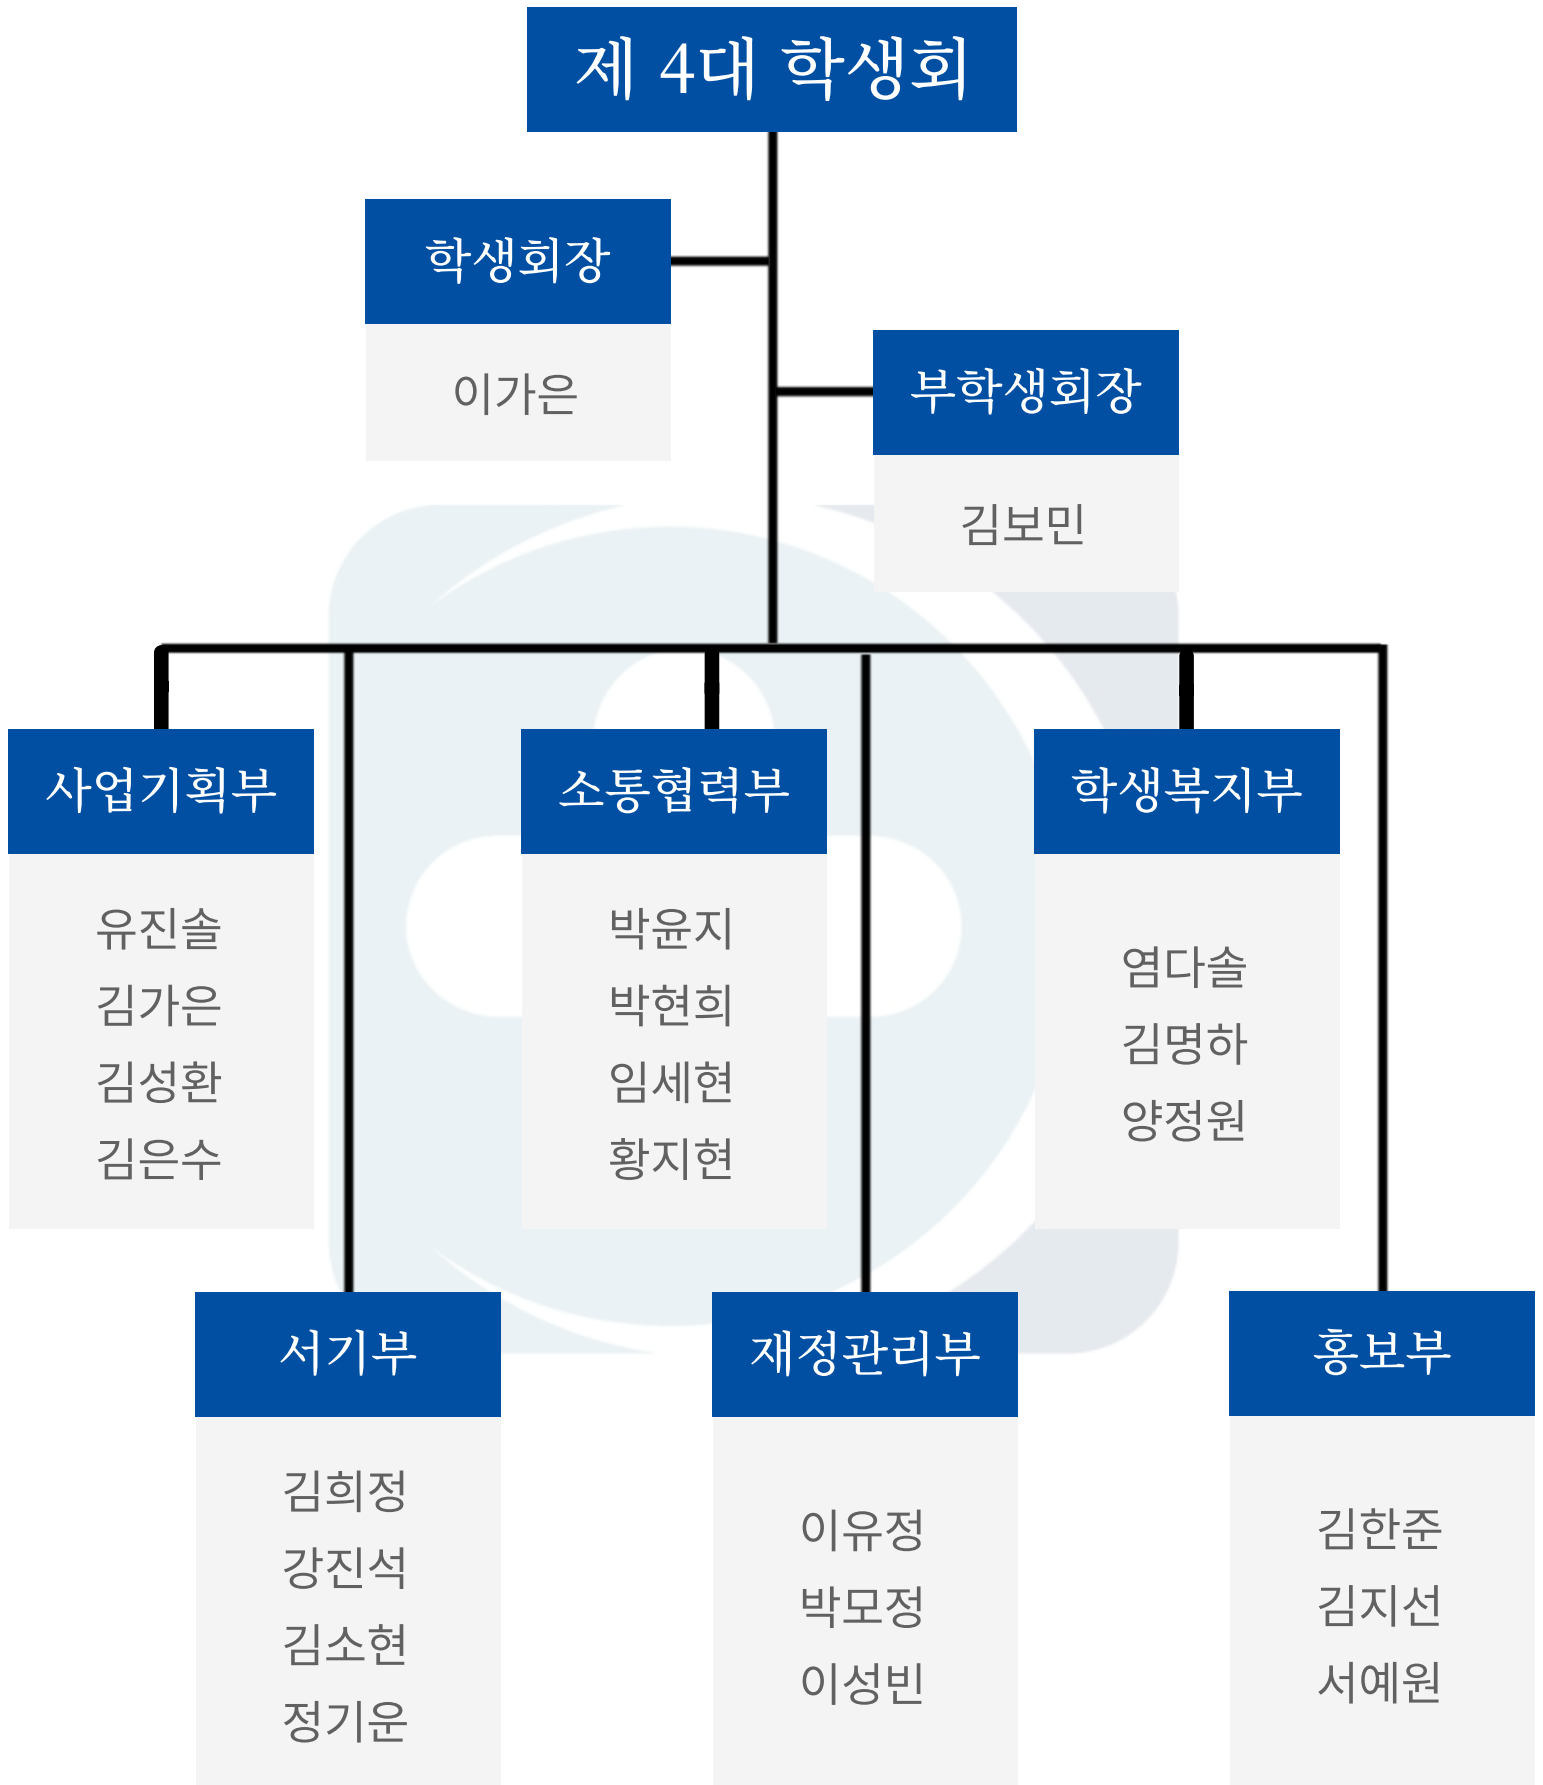 제 4대 학생회
학생회장
이가은
부학생회장
김보민
사업기획부
유진솔
김가은
김성환
김은수
소통협력부
박윤지
박현희
임세현
황지현
학생복지부
염다솔
김명하
양정원
서기부
김희정
강진석
김소현
정기운
재정관리부
이유정
박모정
이성빈
홍보부
김한준
김지선
서예원